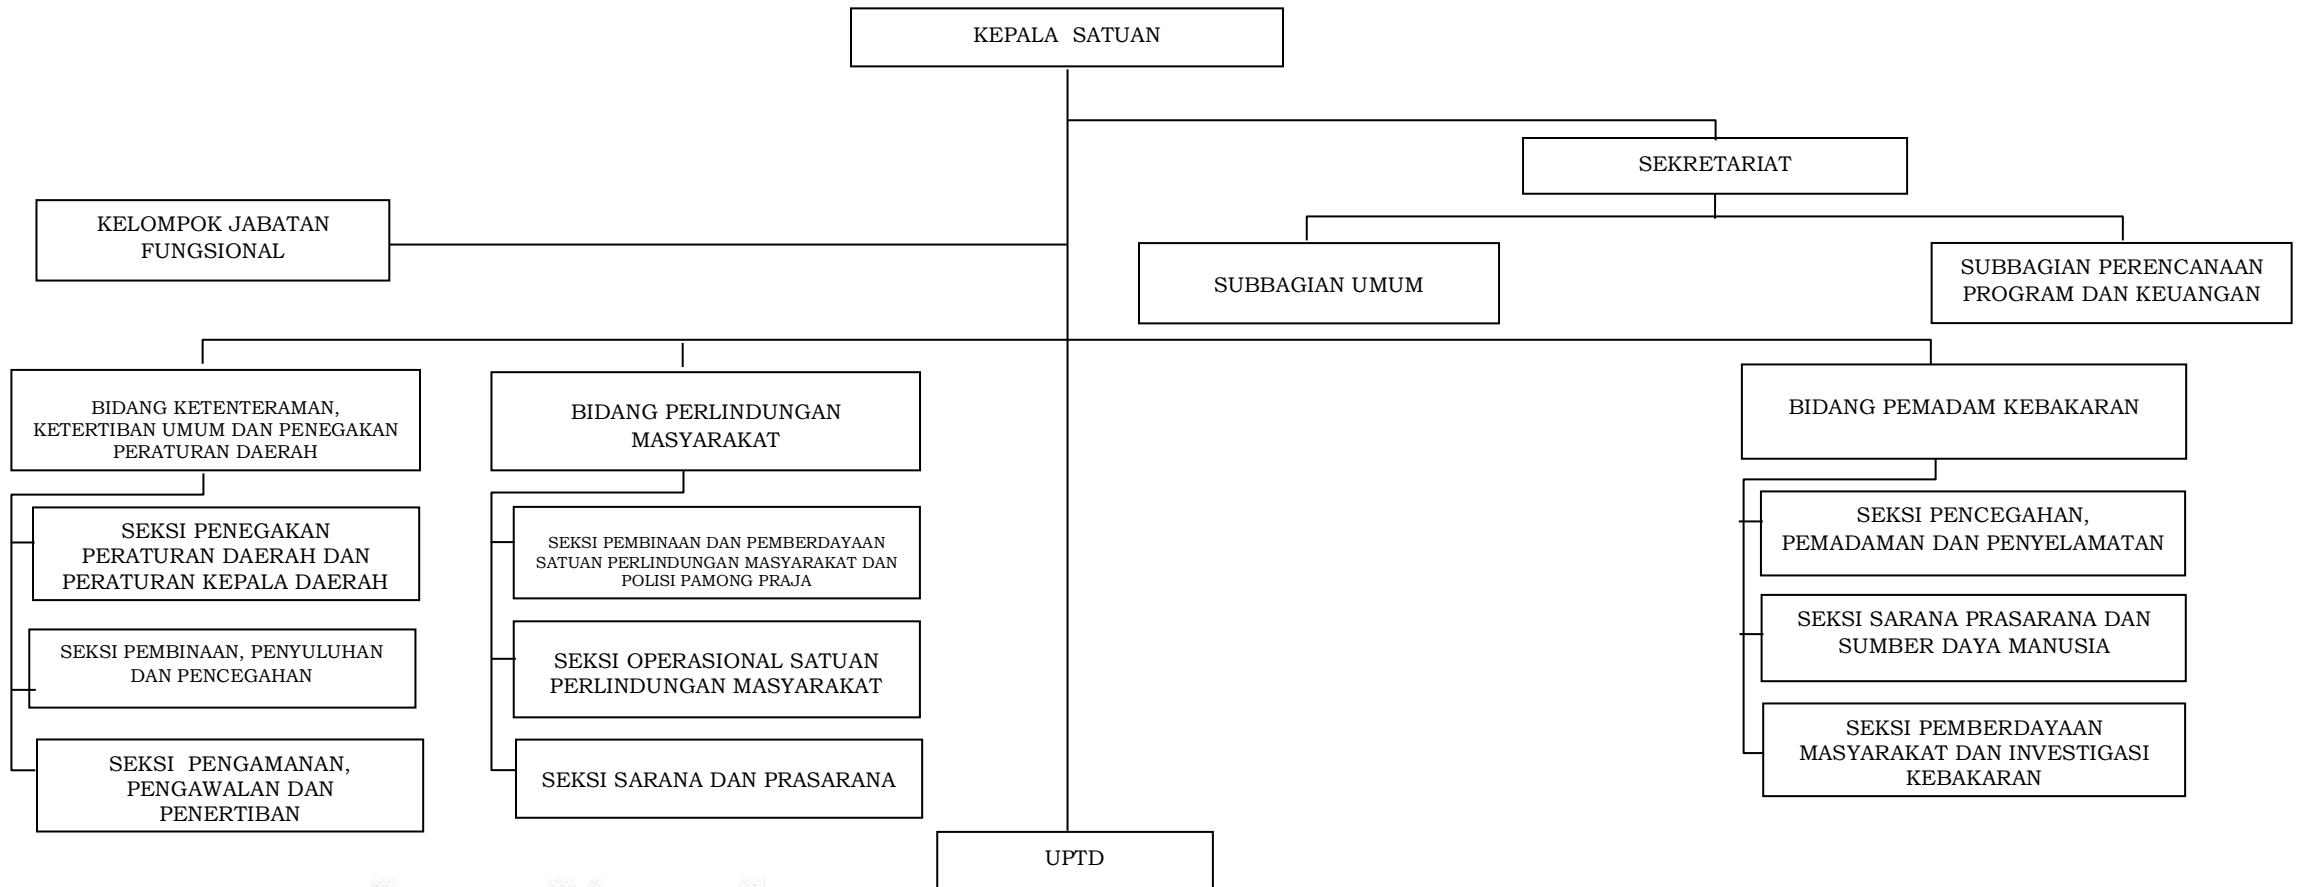 KEPALA  SATUAN
SEKRETARIAT
KELOMPOK JABATAN
FUNGSIONAL
SUBBAGIAN UMUM
SUBBAGIAN PERENCANAAN
PROGRAM DAN KEUANGAN
BIDANG KETENTERAMAN,
KETERTIBAN UMUM DAN PENEGAKAN
PERATURAN DAERAH
BIDANG PERLINDUNGAN
MASYARAKAT
BIDANG PEMADAM KEBAKARAN
SEKSI PENEGAKAN
PERATURAN DAERAH DAN
PERATURAN KEPALA DAERAH
SEKSI PEMBINAAN, PENYULUHAN
DAN PENCEGAHAN
SEKSI  PENGAMANAN,
PENGAWALAN DAN
PENERTIBAN
SEKSI PEMBINAAN DAN PEMBERDAYAAN
SATUAN PERLINDUNGAN MASYARAKAT DAN
POLISI PAMONG PRAJA
SEKSI OPERASIONAL SATUAN
PERLINDUNGAN MASYARAKAT
SEKSI SARANA DAN PRASARANA
SEKSI PENCEGAHAN,
PEMADAMAN DAN PENYELAMATAN
SEKSI SARANA PRASARANA DAN
SUMBER DAYA MANUSIA
SEKSI PEMBERDAYAAN
MASYARAKAT DAN INVESTIGASI
KEBAKARAN
UPTD